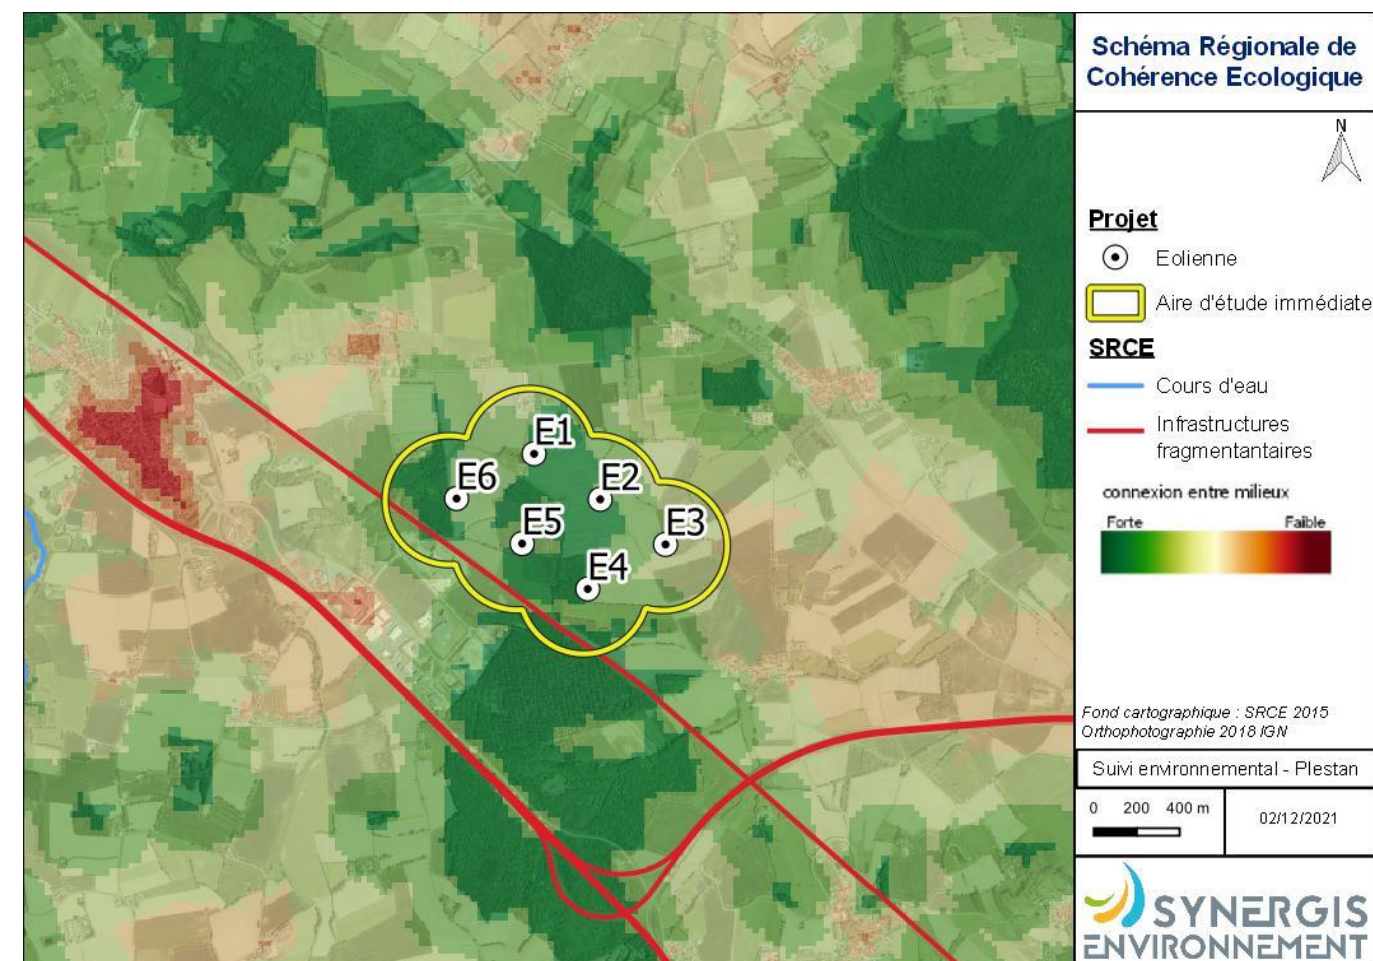 Schéma Régionale de
Cohérence Ecologique
N
Projet
Eolienne
Aire d'étude immédiate
SRCE
Cours d'eau
Infrastructures
fragmentantaires
connexion entre milieux
Forte Faible
Fond cartographique : SRCE 2015
Orthophotographie 2018 IGN
Suivi environnemental - Plestan
0 200 400 m
02/12/2021
SYNERGIS
ENVIRONNEMENT
E1
E6
E2
E5
E3
E4